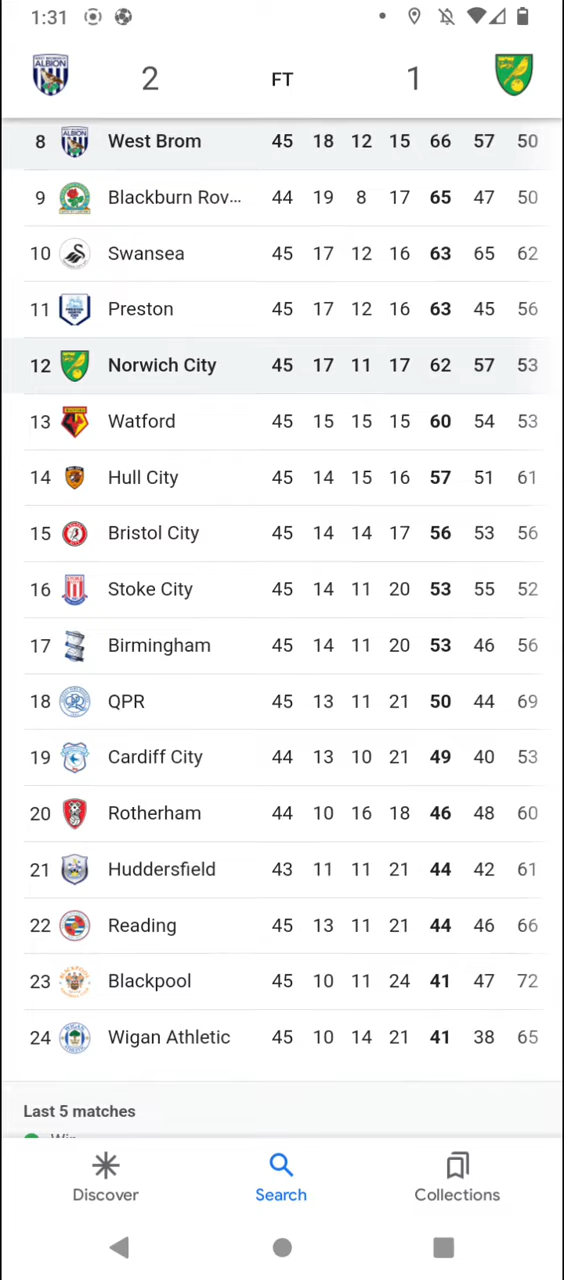 1:31
2 FT 1
8 West Brom 45 18 12 15 66 57 50
9 Blackburn Rov... 44 19 8 17 65 47 50
10 Swansea 45 17 12 16 63 65 62
11 Preston 45 17 12 16 63 45 56
12 Norwich City 45 17 11 17 62 57 53
13 Watford 45 15 15 15 60 54 53
14 Hull City 45 14 15 16 57 51 61
15 Bristol City 45 14 14 17 56 53 56
16 Stoke City 45 14 11 20 53 55 52
17 Birmingham 45 14 11 20 53 46 56
18 QPR 45 13 11 21 50 44 69
19 Cardiff City 44 13 10 21 49 40 53
20 Rotherham 44 10 16 18 46 48 60
21 Huddersfield 43 11 11 21 44 42 61
22 Reading 45 13 11 21 44 46 66
23 Blackpool 45 10 11 24 41 47 72
24 Wigan Athletic 45 10 14 21 41 38 65
Last 5 matches
Win
Discover Search Collections